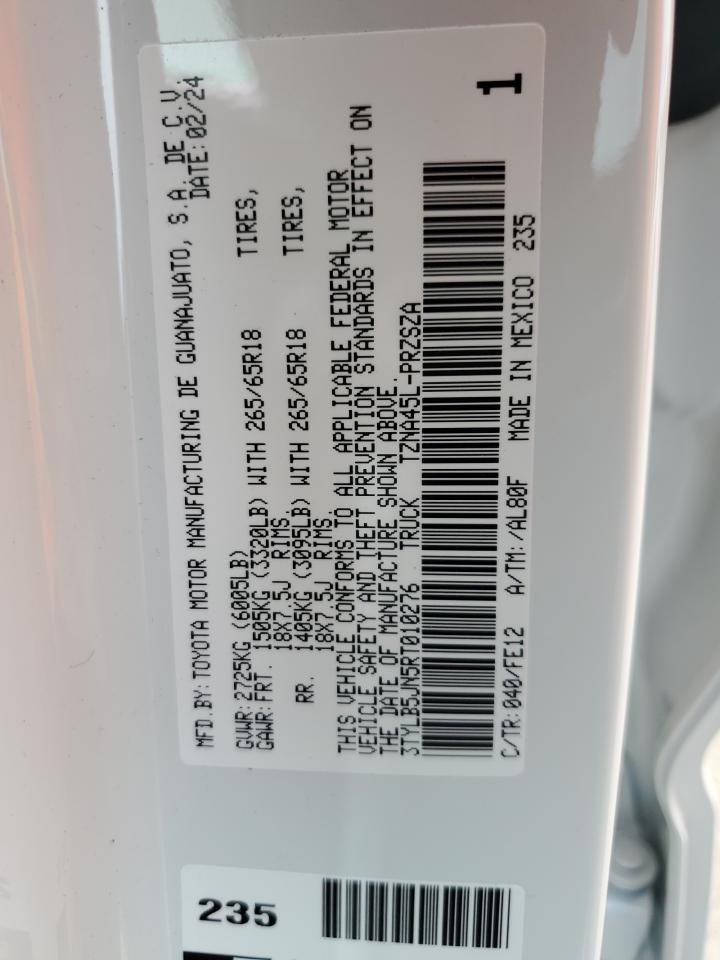 MFD.BY:TOYOTA MOTOR MANUFACTURING DE GUANAJUATO, S.A. DE C.V.
DATE:02/24
GVWR:2725KG (6005LB)
GAWR:FRT. 1505KG (3320LB) WITH 265/65R18 TIRES,
18X7.5J RIMS.
RR. 1405KG (3095LB) WITH 265/65R18 TIRES,
18X7.5J RIMS.
THIS VEHICLE CONFORMS TO ALL APPLICABLE FEDERAL MOTOR
VEHICLE SAFETY AND THEFT PREVENTION STANDARDS IN EFFECT ON
THE DATE OF MANUFACTURE SHOWN ABOVE.
3TYLB5JN5RT010276 TRUCK TZNA45L-PRZSZA
C/TR:040/FE12 A/TM:/AL80F MADE IN MEXICO 235
1
235